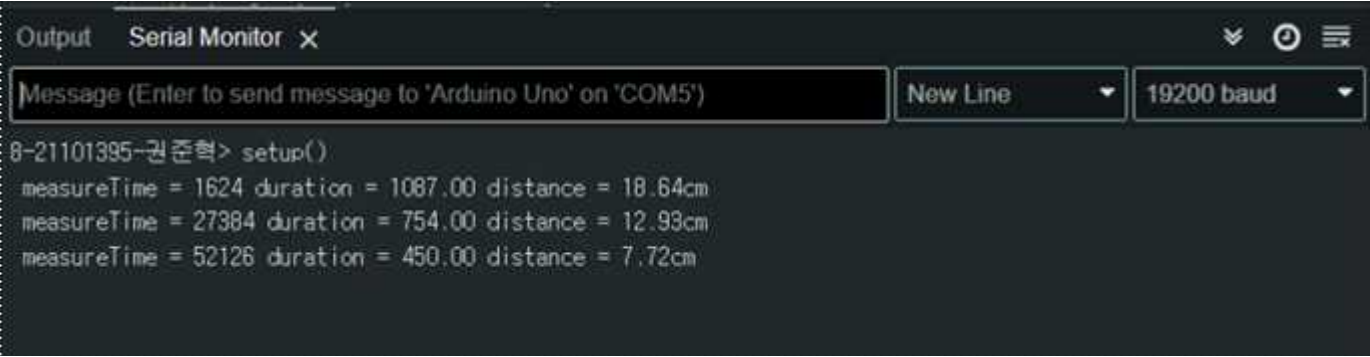 Output Serial Monitor
Message (Enter to send message to 'Arduino Uno' on 'COM5') New Line 19200 baud
8-21101395-권준혁> setup()
measureTime = 1624 duration = 1087.00 distance = 18.64cm
measureTime = 27384 duration = 754.00 distance = 12.93cm
measureTime = 52126 duration = 450.00 distance = 7.72cm